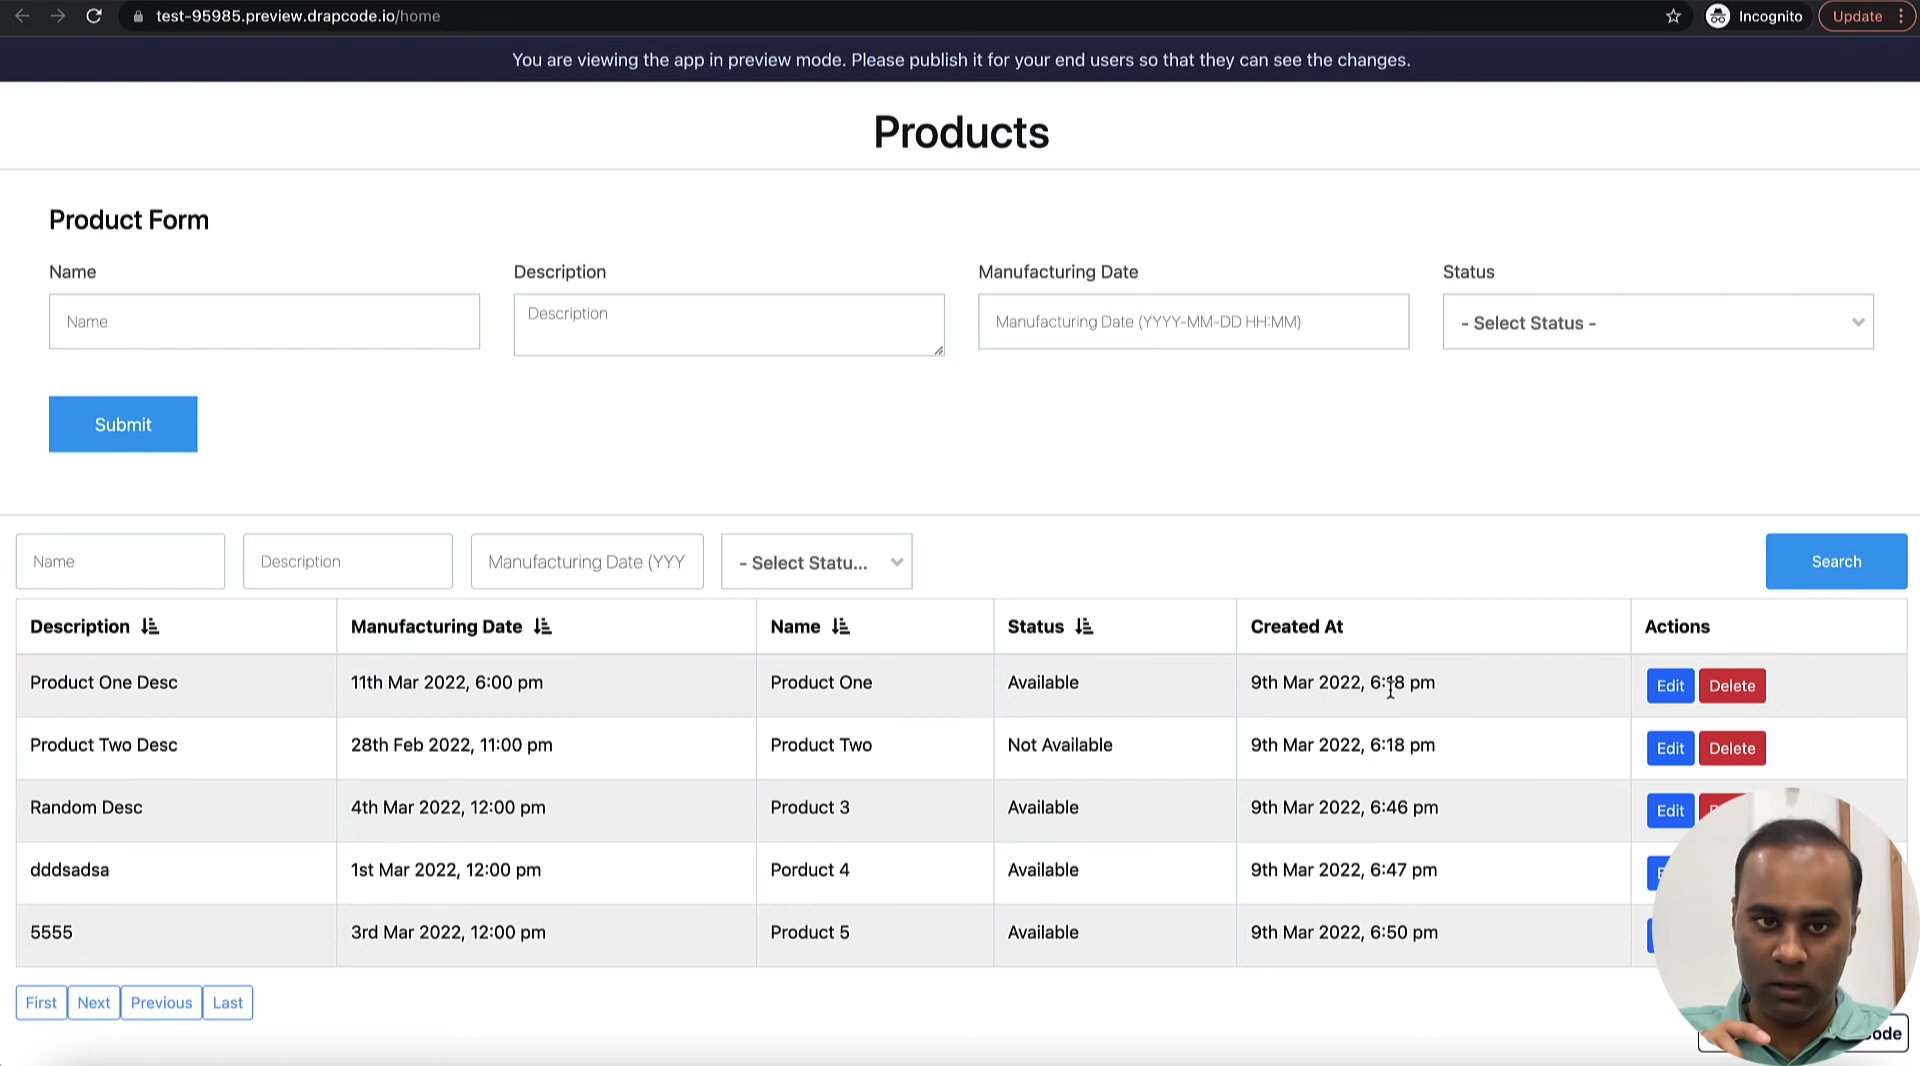 test-95985.preview.drapcode.io/home
Incognito
Update
You are viewing the app in preview mode. Please publish it for your end users so that they can see the changes.
Products
Product Form
Name Description Manufacturing Date Status
Name Description Manufacturing Date (YYYY-MM-DD HH:MM) - Select Status -
Submit
Name Description Manufacturing Date (YYY - Select Statu... Search
Description Manufacturing Date Name Status Created At Actions
Product One Desc 11th Mar 2022, 6:00 pm Product One Available 9th Mar 2022, 6:18 pm Edit Delete
Product Two Desc 28th Feb 2022, 11:00 pm Product Two Not Available 9th Mar 2022, 6:18 pm Edit Delete
Random Desc 4th Mar 2022, 12:00 pm Product 3 Available 9th Mar 2022, 6:46 pm Edit
dddsadsa 1st Mar 2022, 12:00 pm Porduct 4 Available 9th Mar 2022, 6:47 pm
5555 3rd Mar 2022, 12:00 pm Product 5 Available 9th Mar 2022, 6:50 pm
First Next Previous Last
ode